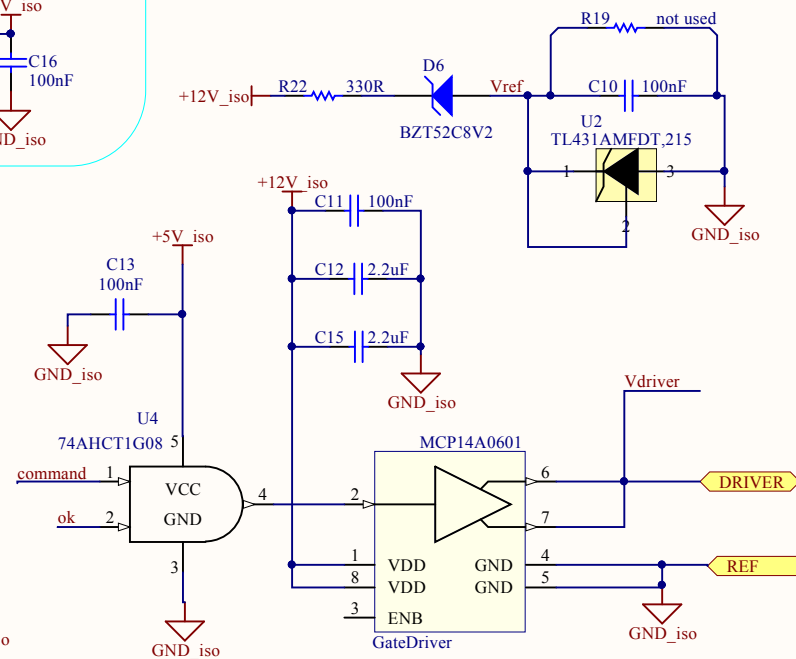 V_iso
C16
100nF
ND_iso
R19
not used
D6
+12V_iso
R22
330R
Vref
C10
100nF
BZT52C8V2
U2
TL431AMFDT,215
1
3
2
GND_iso
+12V_iso
C11
100nF
+5V_iso
C13
100nF
C12
2.2uF
C15
2.2uF
GND_iso
GND_iso
Vdriver
U4
74AHCT1G08
5
MCP14A0601
command
1
VCC
6
DRIVER
4
2
ok
2
GND
7
3
1
VDD
GND
4
REF
8
VDD
GND
5
3
ENB
GateDriver
GND_iso
GND_iso
o